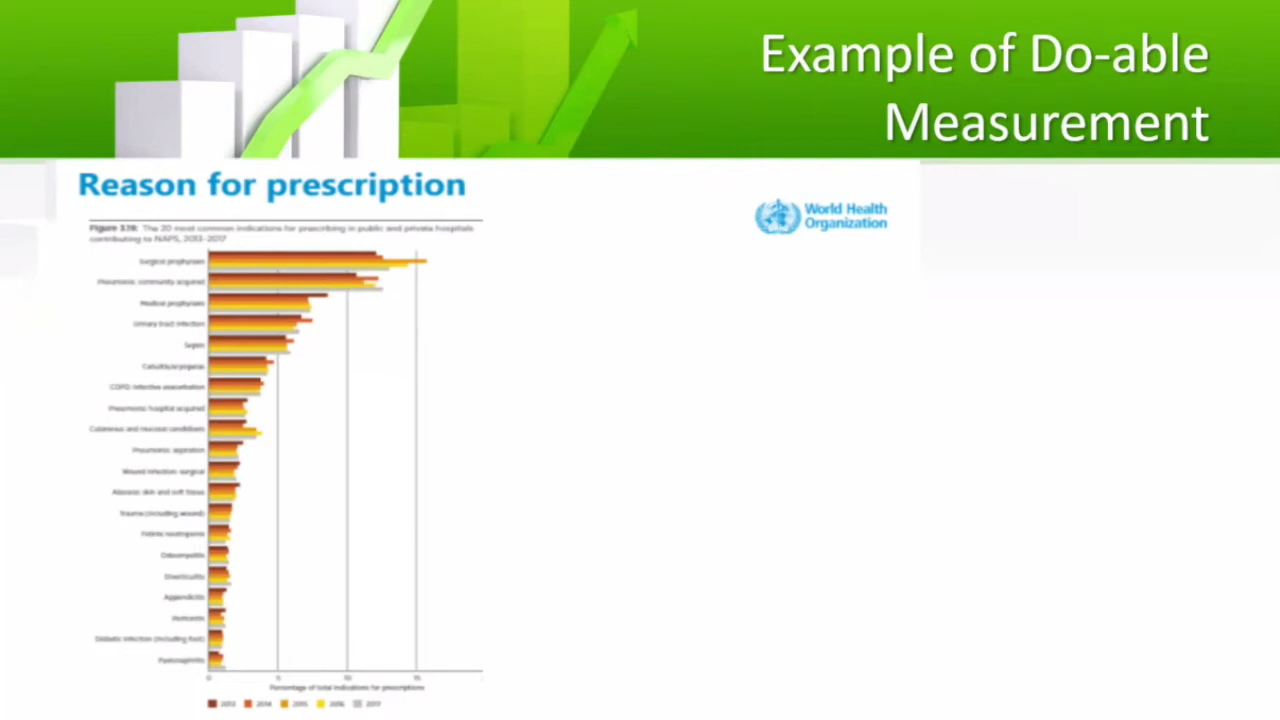 Example of Do-able
Measurement
Reason for prescription
World Health
Organization
The 20 most common indications for prescribing in public and private hospitals
contributing to NAPS, 2013–2017
Surgical prophylaxis
Pneumonia: community acquired
Medical prophylaxis
Urinary tract infection
Sepsis
Cellulitis/erysipelas
COPD: infective exacerbation
Pneumonia: hospital acquired
Cutaneous and mucosal candidiasis
Pneumonia: aspiration
Wound infection: surgical
Abscess: skin and soft tissue
Trauma (including wound)
Febrile neutropenia
Osteomyelitis
Diverticulitis
Appendicitis
Peritonitis
Diabetic infection (including foot)
Pyelonephritis
0 5 10 15
Percentage of total indications for prescriptions
2013 2014 2015 2016 2017